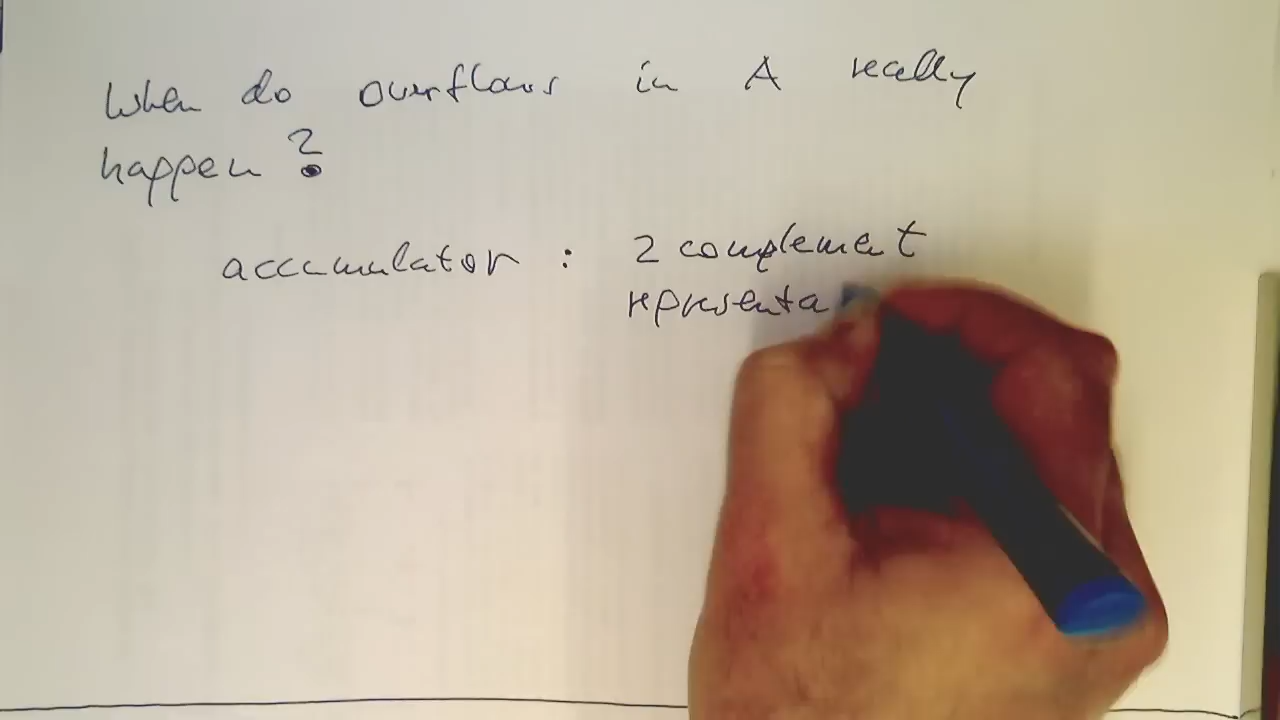 When do overflows in A really
happen ?
accumulator : 2 complement
representa